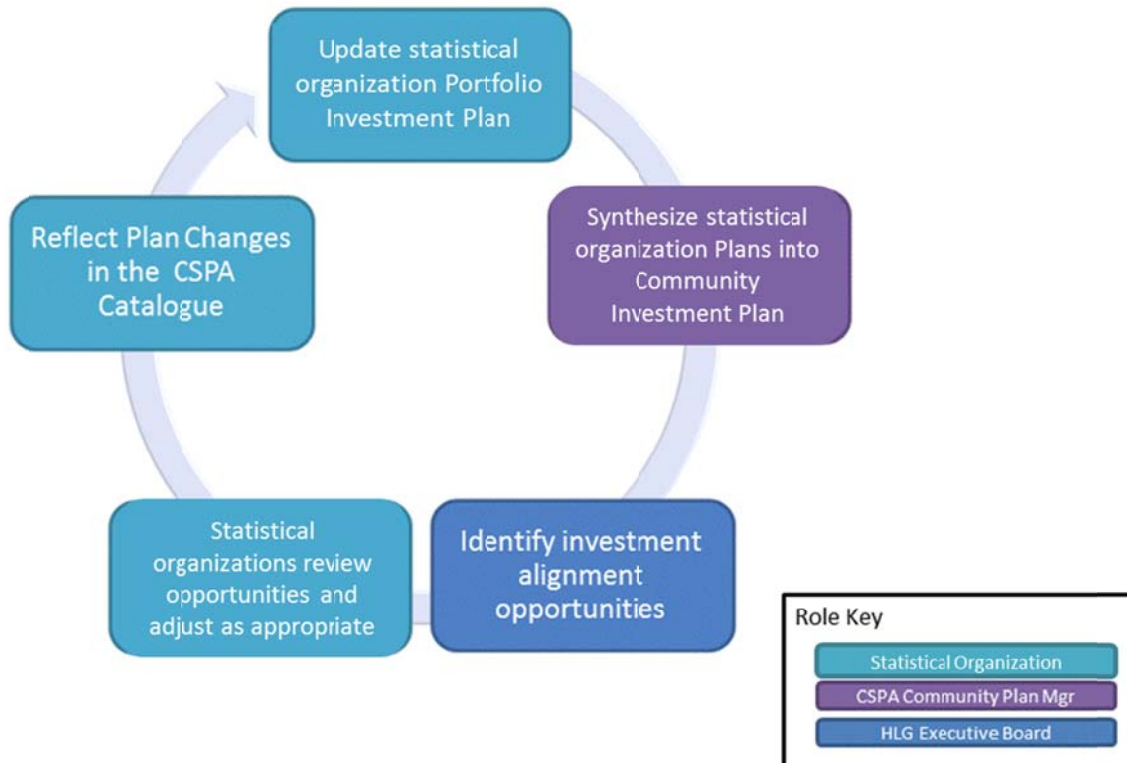 Update statistical
organization Portfolio
Investment Plan
Synthesize statistical
organization Plans into
Community
Investment Plan
Identify investment
alignment
opportunities
Statistical
organizations review
opportunities and
adjust as appropriate
Reflect Plan Changes
in the CSPA
Catalogue
Role Key
Statistical Organization
CSPA Community Plan Mgr
HLG Executive Board